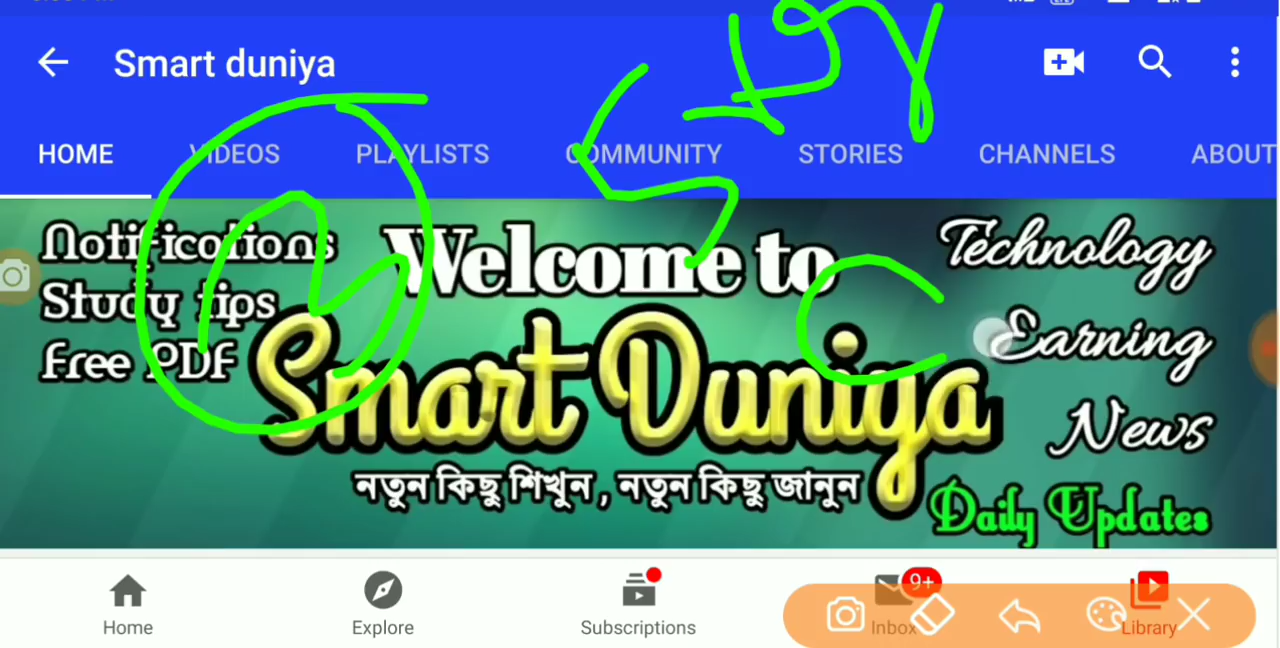 Smart duniya
HOME VIDEOS PLAYLISTS COMMUNITY STORIES CHANNELS ABOUT
Notifications
Study tips
Free PDF
Welcome to
Smart Duniya
নতুন কিছু শিখুন , নতুন কিছু জানুন
Technology
Earning
News
Daily Updates
9+
Home Explore Subscriptions Inbox Library